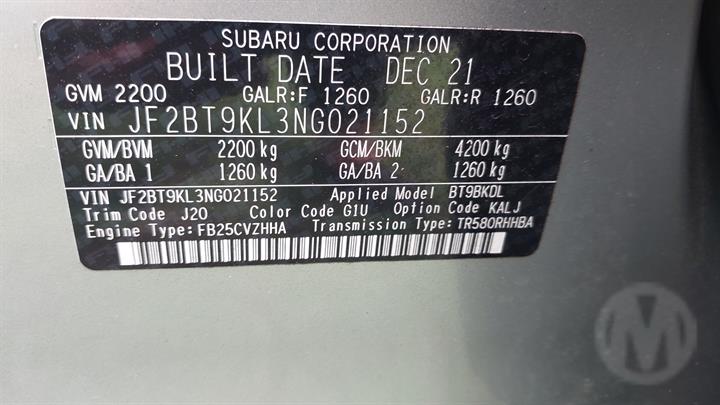 SUBARU CORPORATION
BUILT DATE DEC 21
GVM 2200 GALR:F 1260 GALR:R 1260
VIN JF2BT9KL3NG021152
GVM/BVM 2200 kg GCM/BKM 4200 kg
GA/BA 1 1260 kg GA/BA 2 1260 kg
VIN JF2BT9KL3NG021152 Applied Model BT9BKDL
Trim Code J20 Color Code G1U Option Code KALJ
Engine Type:FB25CVZHHA Transmission Type:TR580RHHBA
M